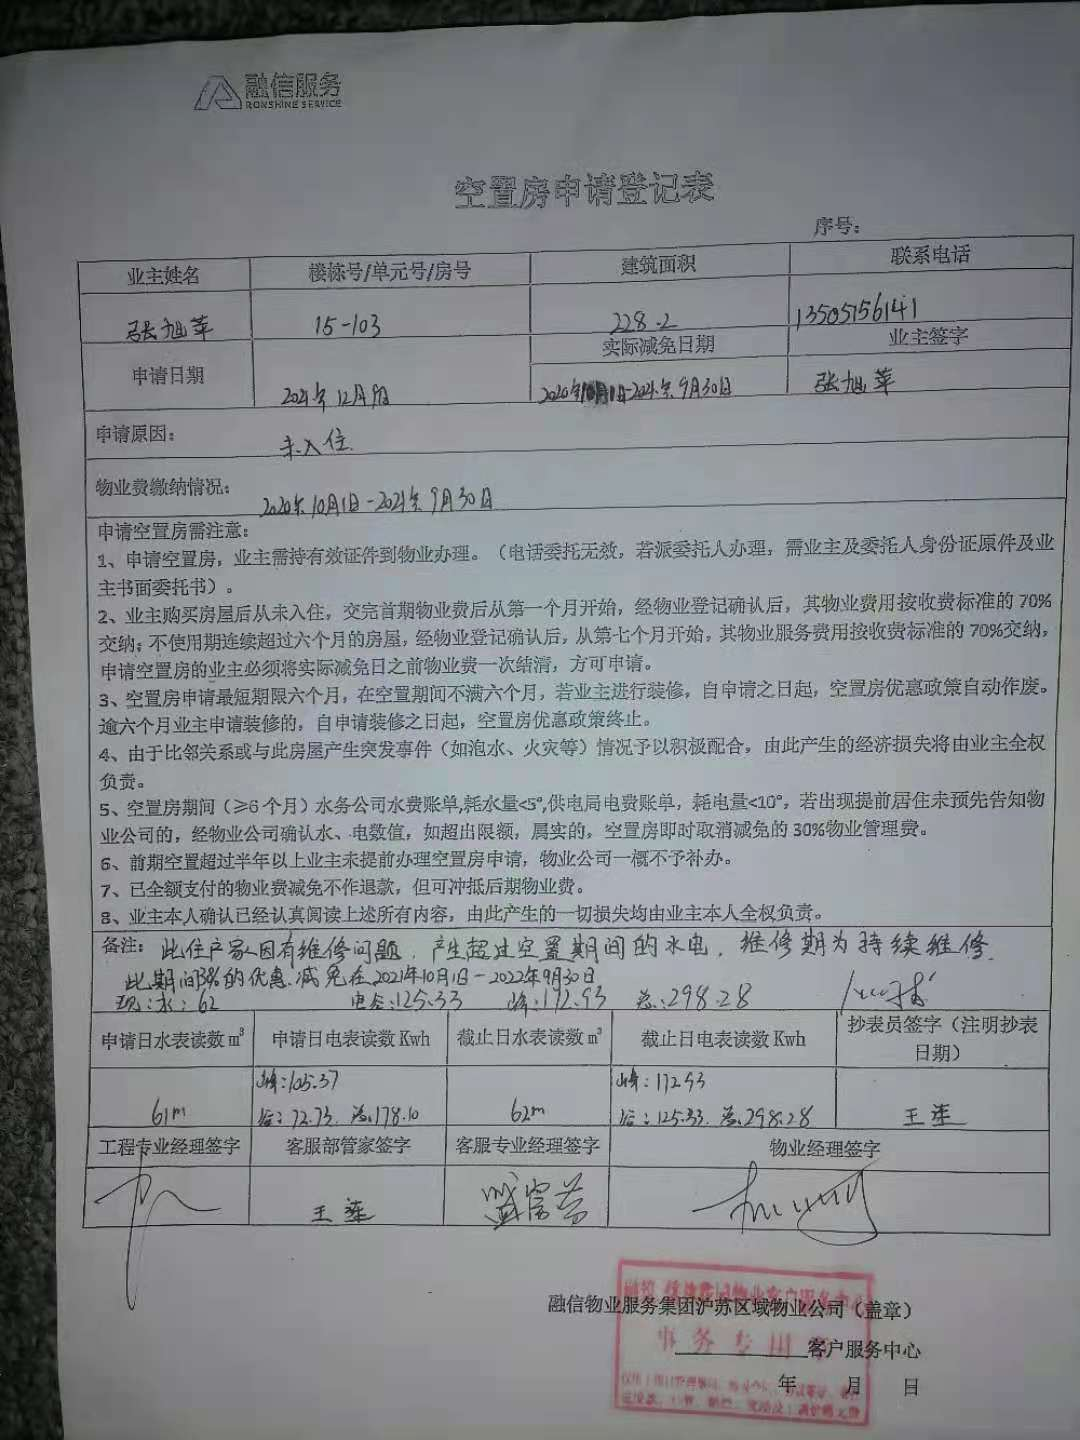 融信服务
RONSHINE SERVICE
空置房申请登记表
序号：
业主姓名 楼栋号/单元号/房号 建筑面积 联系电话
张旭苹 15-103 228.2 13505156141
申请日期 实际减免日期 业主签字
2021年12月 2020年10月1日-2021年9月30日 张旭苹
申请原因： 未入住
物业费缴纳情况： 2020年10月1日-2021年9月30日
申请空置房需注意：
1、申请空置房，业主需持有效证件到物业办理。（电话委托无效，若派委托人办理，需业主及委托人身份证原件及业
主书面委托书）。
2、业主购买房屋后从未入住，交完首期物业费后从第一个月开始，经物业登记确认后，其物业费用按收费标准的70%
交纳；不使用期连续超过六个月的房屋，经物业登记确认后，从第七个月开始，其物业服务费用按收费标准的70%交纳，
申请空置房的业主必须将实际减免日之前物业费一次结清，方可申请。
3、空置房申请最短期限六个月，在空置期间不满六个月，若业主进行装修，自申请之日起，空置房优惠政策自动作废。
逾六个月业主申请装修的，自申请装修之日起，空置房优惠政策终止。
4、由于比邻关系或与此房屋产生突发事件（如泡水、火灾等）情况予以积极配合，由此产生的经济损失将由业主全权
负责。
5、空置房期间（≥6个月）水务公司水费账单,耗水量<5°,供电局电费账单，耗电量<10°，若出现提前居住未预先告知物
业公司的，经物业公司确认水、电数值，如超出限额，属实的，空置房即时取消减免的30%物业管理费。
6、前期空置超过半年以上业主未提前办理空置房申请，物业公司一概不予补办。
7、已全额支付的物业费减免不作退款，但可冲抵后期物业费。
8、业主本人确认已经认真阅读上述所有内容，由此产生的一切损失均由业主本人全权负责。
备注： 此住户家因有维修问题，产生超过空置期间的水电，维修期为持续维修.
此期间的优惠.减免在2021年10月1日-2022年9月30日
现：水：62 125.33 峰：172.93 总：298.28
申请日水表读数m³ 申请日电表读数Kwh 截止日水表读数m³ 截止日电表读数Kwh 抄表员签字（注明抄表
日期）
峰：105.37 峰：172.93
61m 谷：72.73 总：178.10 62m 谷：125.33. 总：298.28 王莲
工程专业经理签字 客服部管家签字 客服专业经理签字 物业经理签字
王莲
融信物业服务集团沪苏区域物业公司（盖章）
事务专用章
客户服务中心
年 月 日